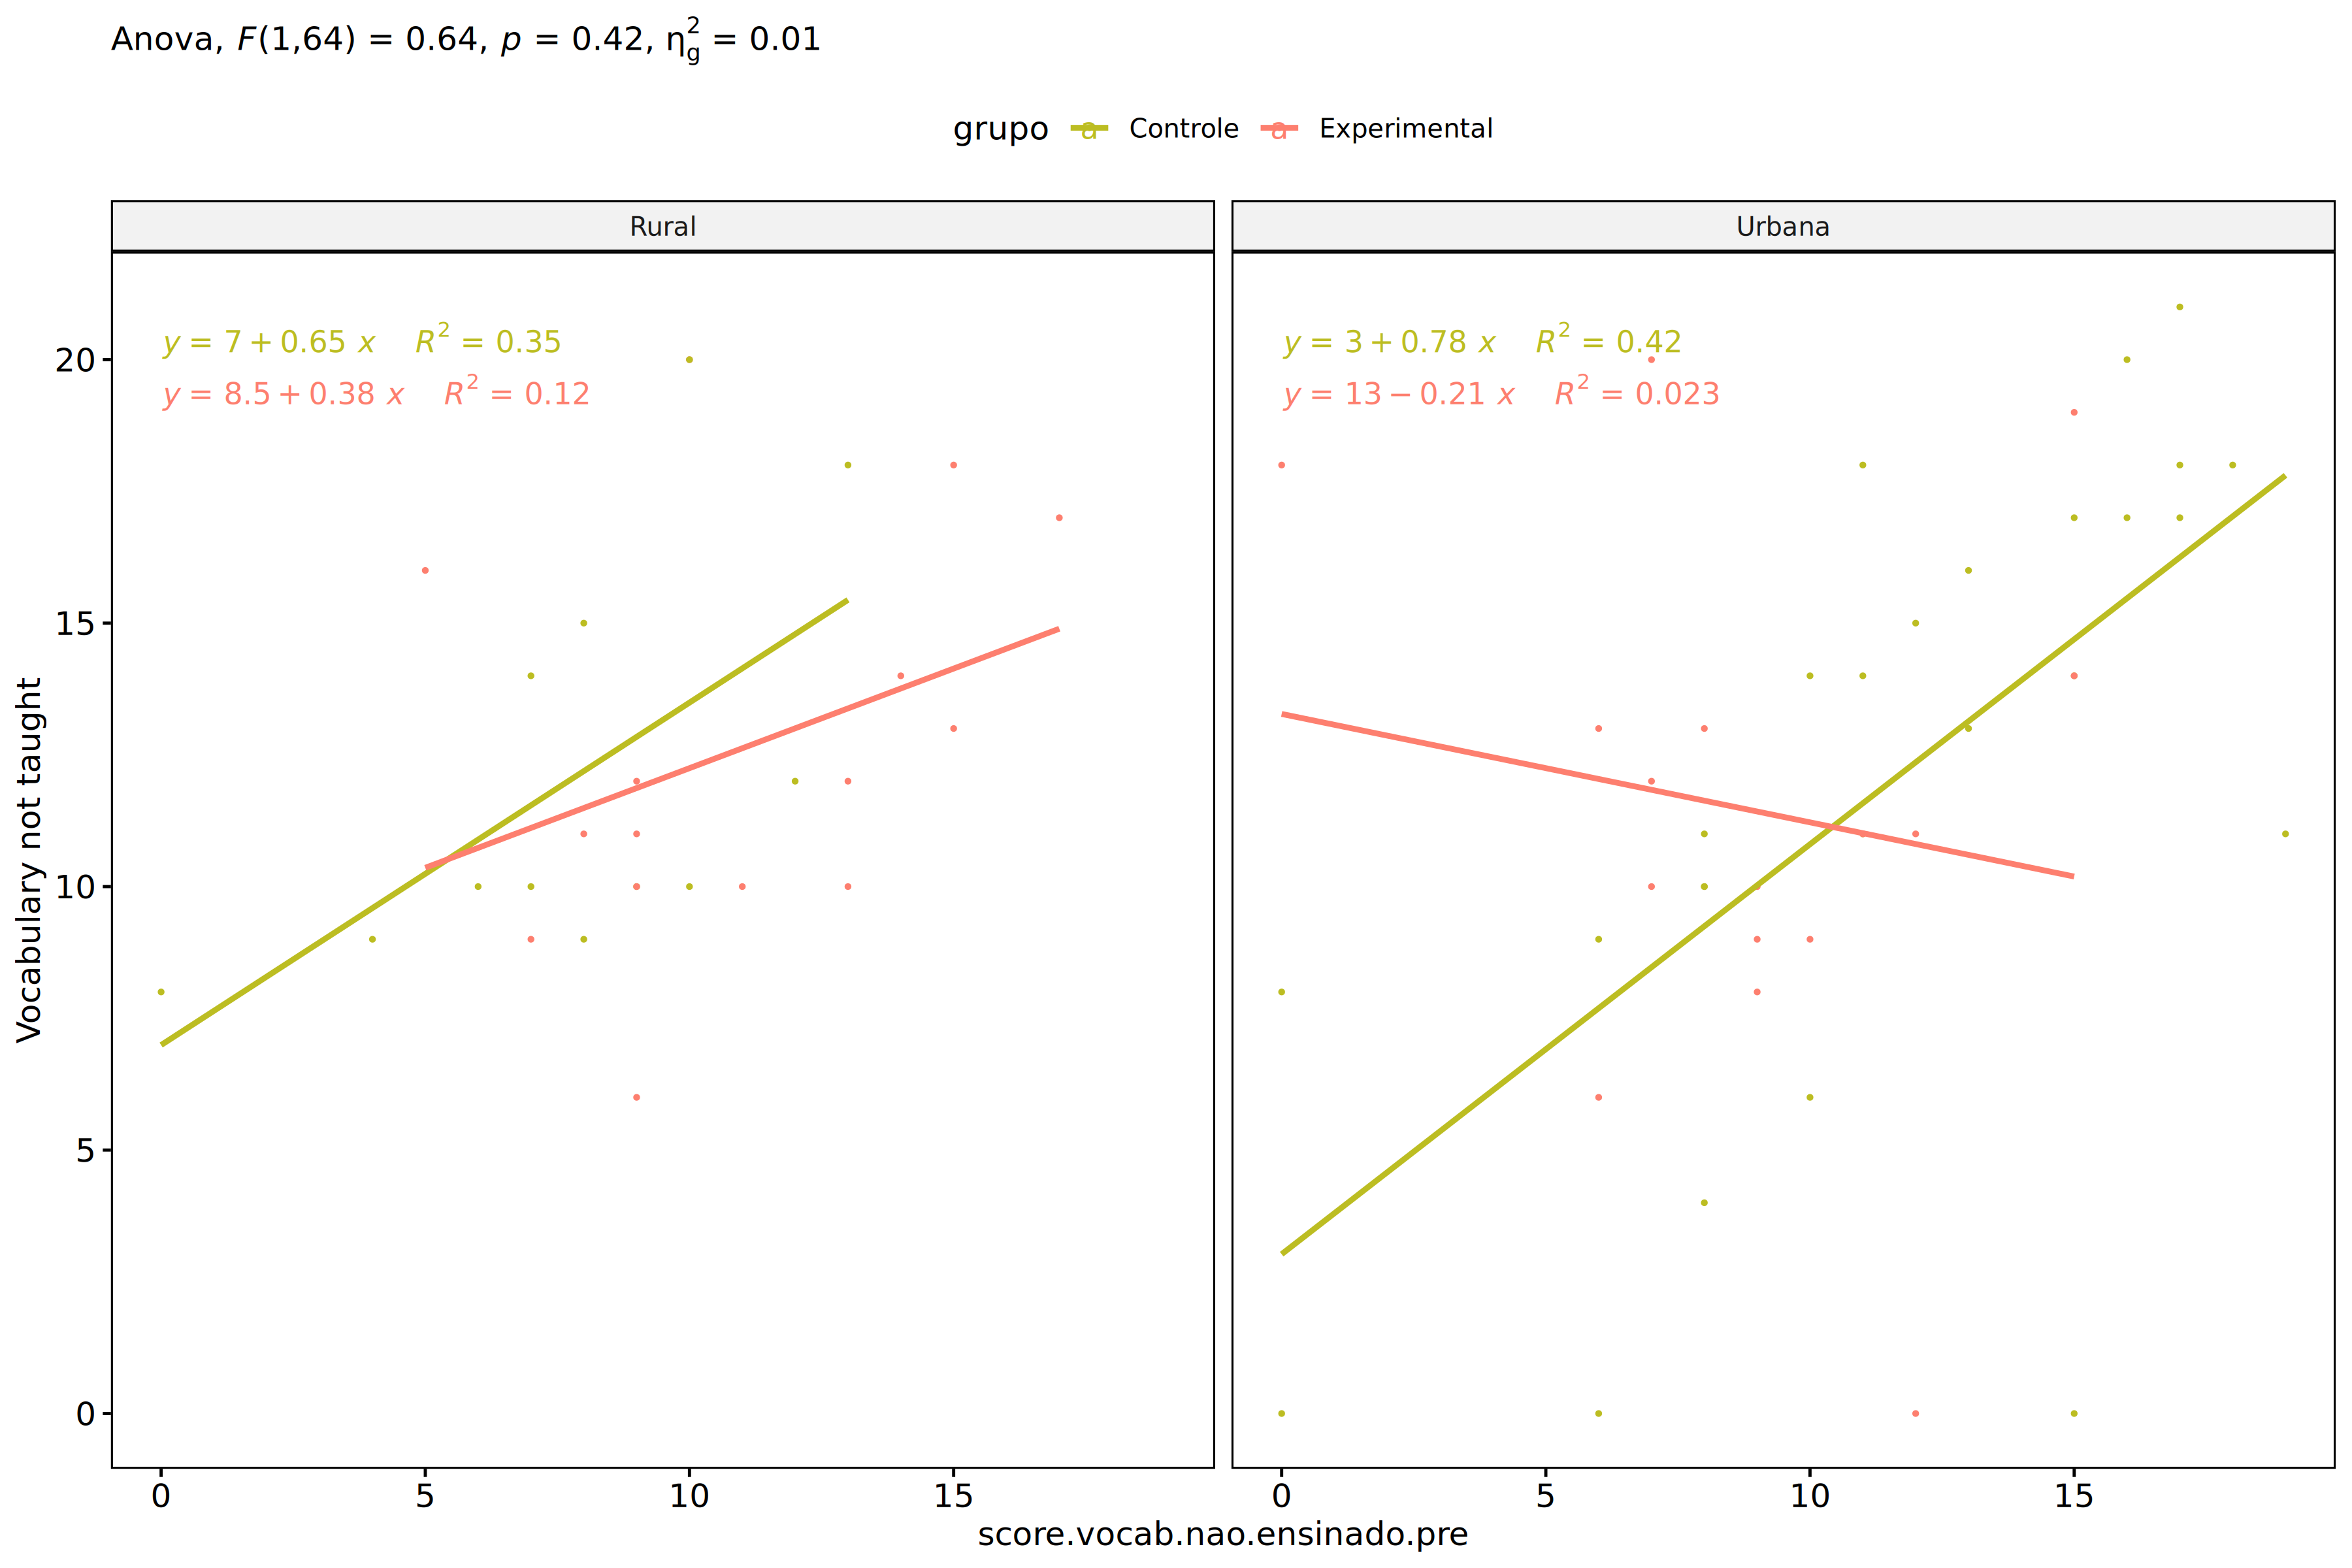 Anova, F(1,64) = 0.64, p = 0.42, η²g = 0.01
grupo a Controle a Experimental
Rural
Urbana
y = 7 + 0.65 x R² = 0.35
y = 8.5 + 0.38 x R² = 0.12
y = 3 + 0.78 x R² = 0.42
y = 13 − 0.21 x R² = 0.023
Vocabulary not taught
20
15
10
5
0
0 5 10 15
0 5 10 15
score.vocab.nao.ensinado.pre